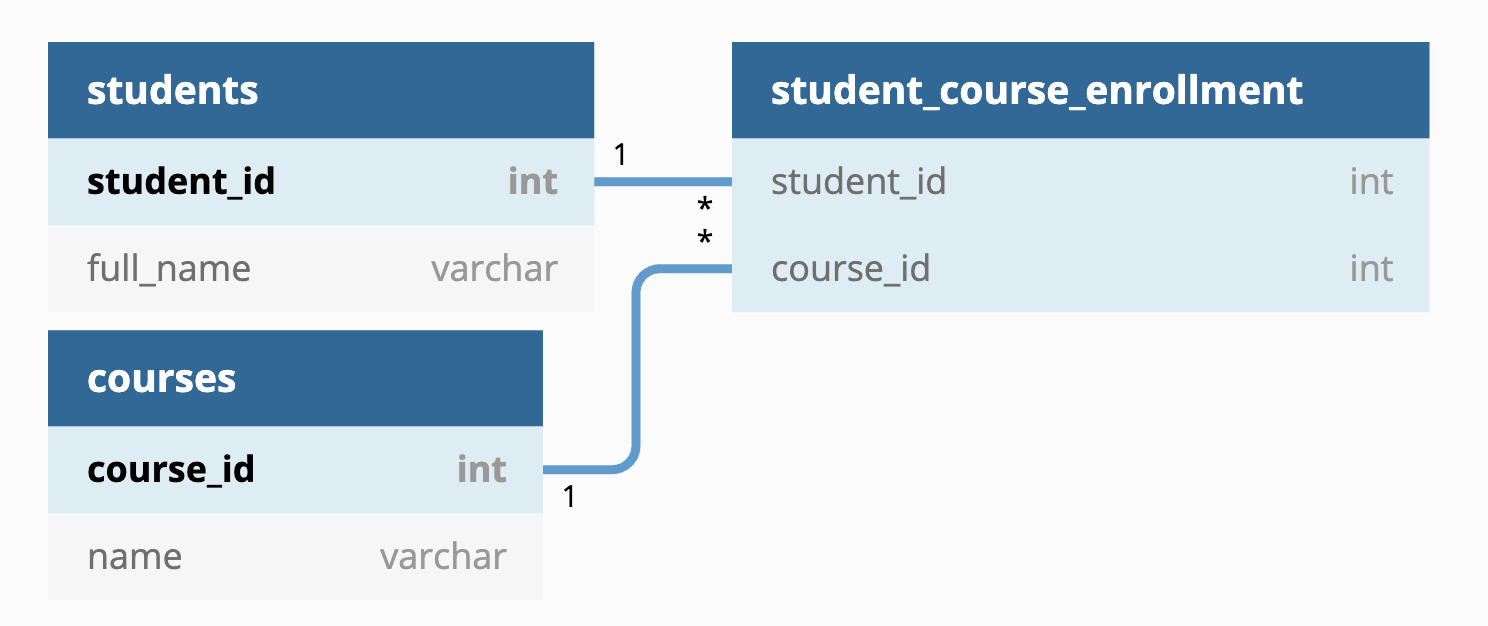 students
student_id int
full_name varchar
courses
course_id int
name varchar
student_course_enrollment
student_id int
course_id int
1
*
*
1